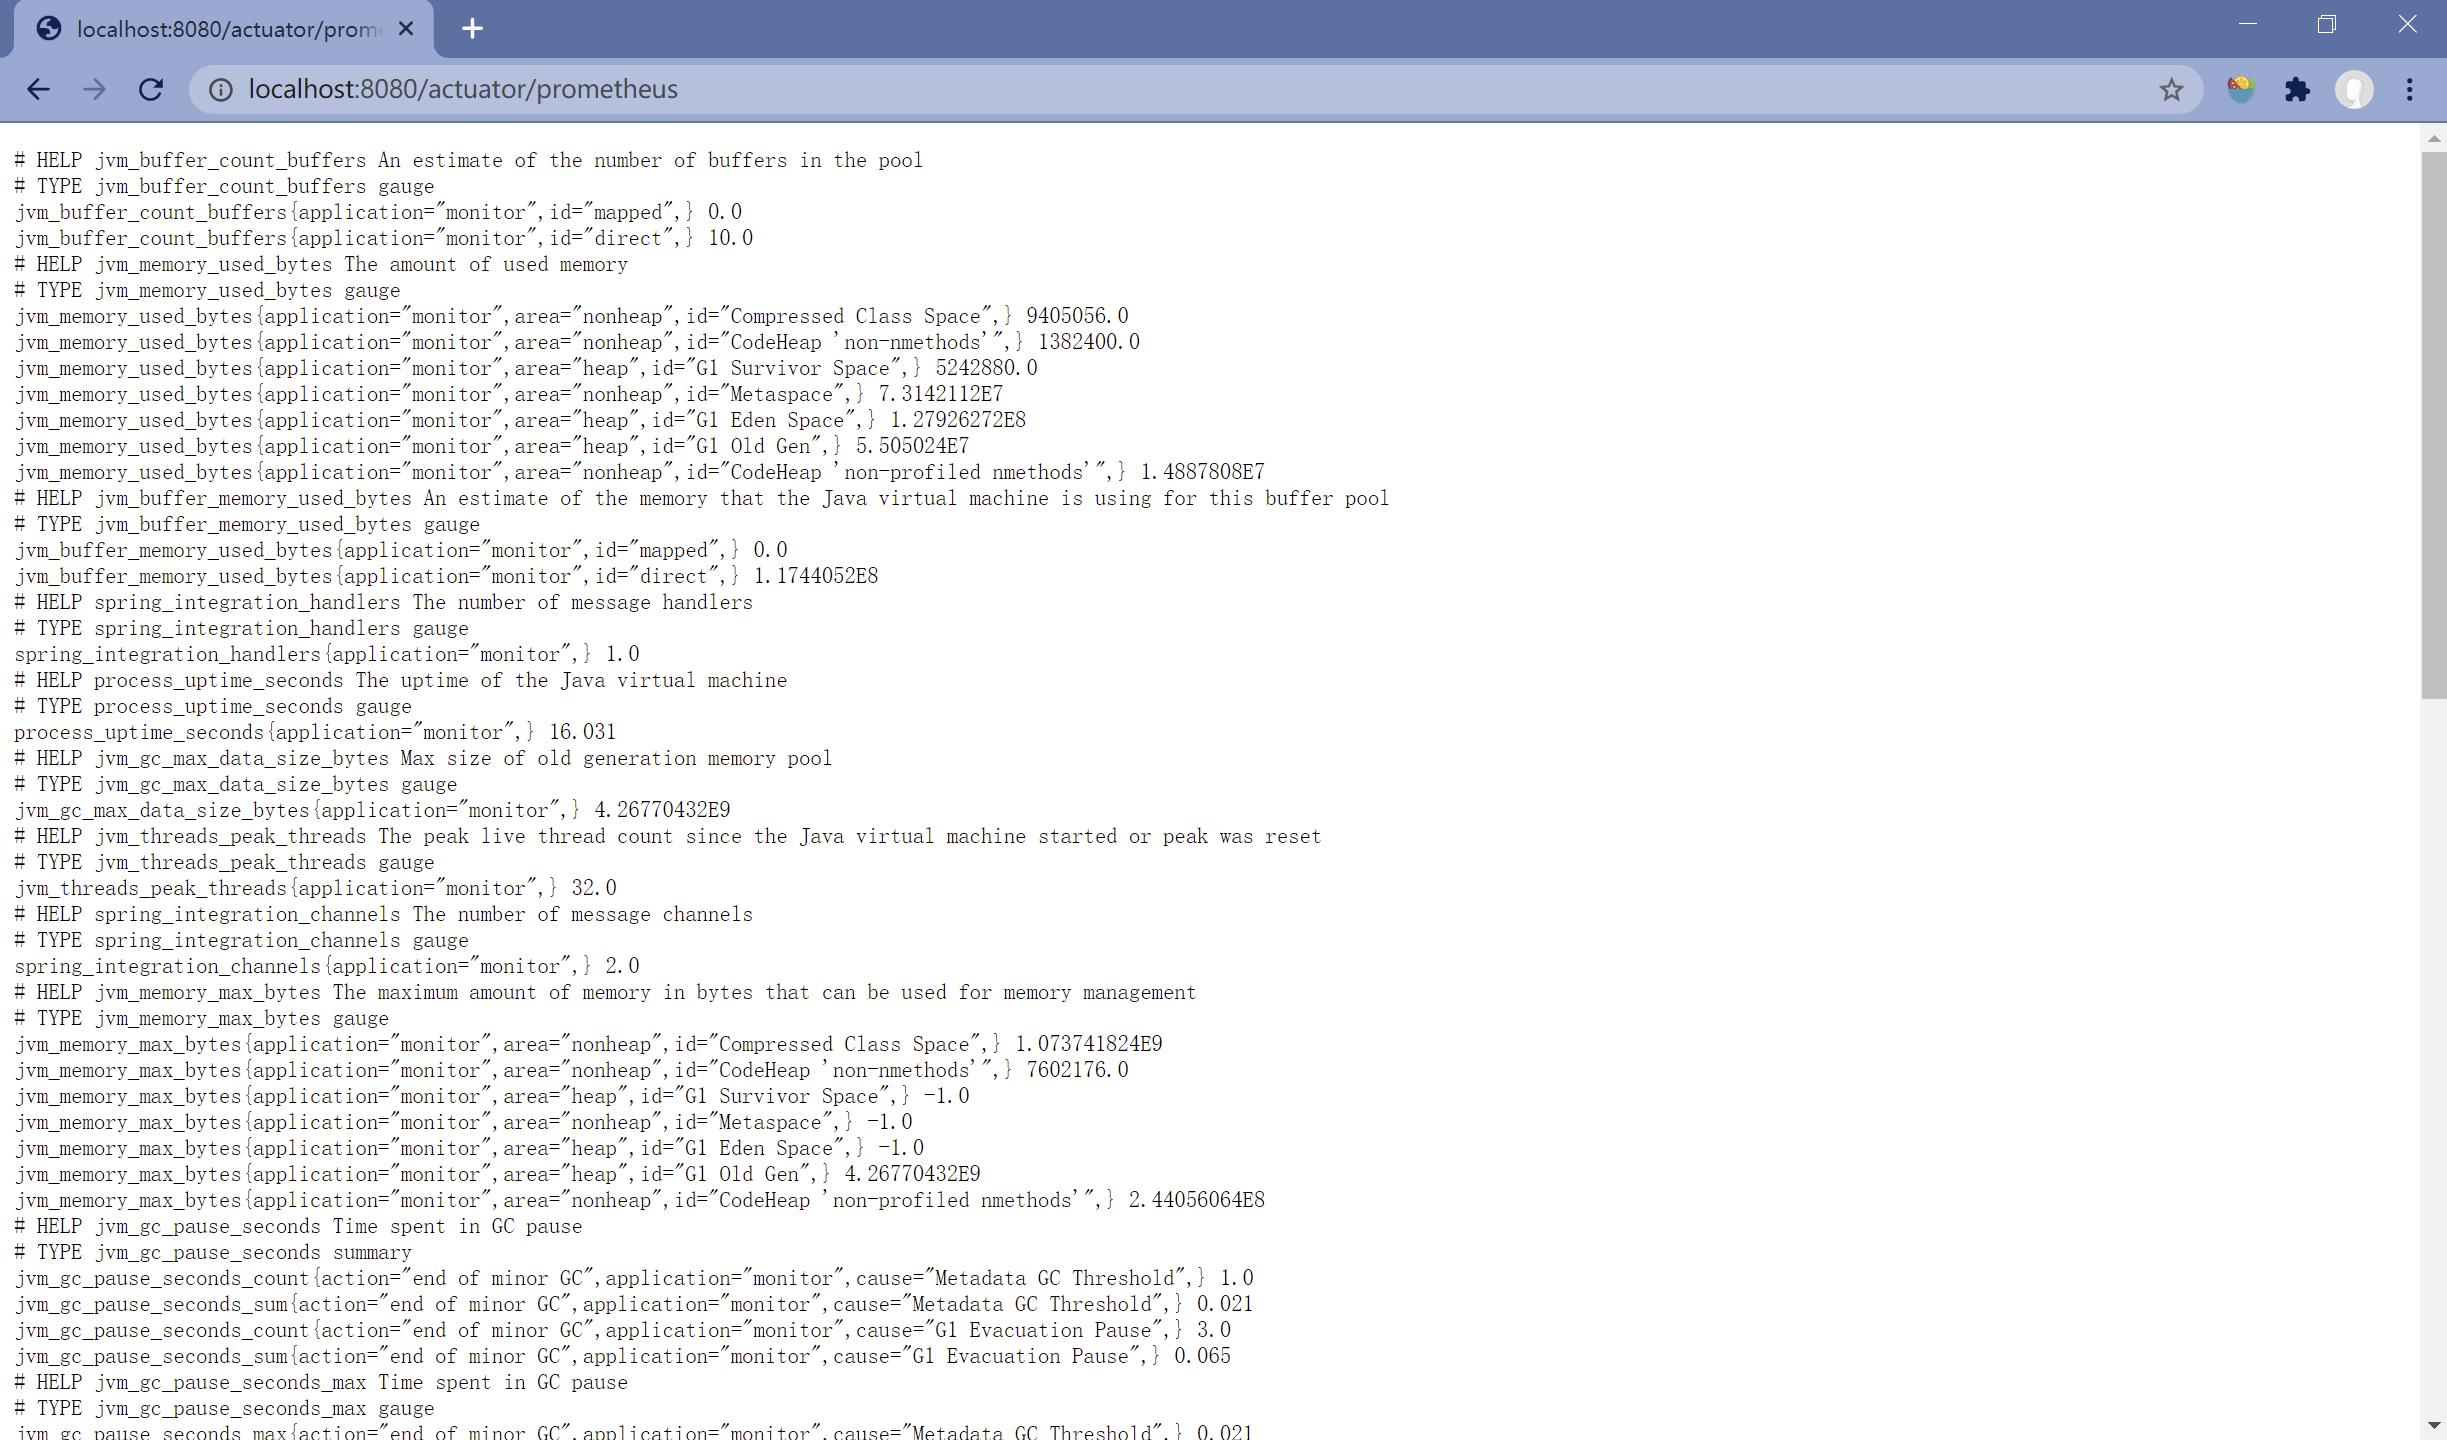 localhost:8080/actuator/prome
localhost:8080/actuator/prometheus
# HELP jvm_buffer_count_buffers An estimate of the number of buffers in the pool
# TYPE jvm_buffer_count_buffers gauge
jvm_buffer_count_buffers{application="monitor",id="mapped",} 0.0
jvm_buffer_count_buffers{application="monitor",id="direct",} 10.0
# HELP jvm_memory_used_bytes The amount of used memory
# TYPE jvm_memory_used_bytes gauge
jvm_memory_used_bytes{application="monitor",area="nonheap",id="Compressed Class Space",} 9405056.0
jvm_memory_used_bytes{application="monitor",area="nonheap",id="CodeHeap 'non-nmethods'",} 1382400.0
jvm_memory_used_bytes{application="monitor",area="heap",id="G1 Survivor Space",} 5242880.0
jvm_memory_used_bytes{application="monitor",area="nonheap",id="Metaspace",} 7.3142112E7
jvm_memory_used_bytes{application="monitor",area="heap",id="G1 Eden Space",} 1.27926272E8
jvm_memory_used_bytes{application="monitor",area="heap",id="G1 Old Gen",} 5.505024E7
jvm_memory_used_bytes{application="monitor",area="nonheap",id="CodeHeap 'non-profiled nmethods'",} 1.4887808E7
# HELP jvm_buffer_memory_used_bytes An estimate of the memory that the Java virtual machine is using for this buffer pool
# TYPE jvm_buffer_memory_used_bytes gauge
jvm_buffer_memory_used_bytes{application="monitor",id="mapped",} 0.0
jvm_buffer_memory_used_bytes{application="monitor",id="direct",} 1.1744052E8
# HELP spring_integration_handlers The number of message handlers
# TYPE spring_integration_handlers gauge
spring_integration_handlers{application="monitor",} 1.0
# HELP process_uptime_seconds The uptime of the Java virtual machine
# TYPE process_uptime_seconds gauge
process_uptime_seconds{application="monitor",} 16.031
# HELP jvm_gc_max_data_size_bytes Max size of old generation memory pool
# TYPE jvm_gc_max_data_size_bytes gauge
jvm_gc_max_data_size_bytes{application="monitor",} 4.26770432E9
# HELP jvm_threads_peak_threads The peak live thread count since the Java virtual machine started or peak was reset
# TYPE jvm_threads_peak_threads gauge
jvm_threads_peak_threads{application="monitor",} 32.0
# HELP spring_integration_channels The number of message channels
# TYPE spring_integration_channels gauge
spring_integration_channels{application="monitor",} 2.0
# HELP jvm_memory_max_bytes The maximum amount of memory in bytes that can be used for memory management
# TYPE jvm_memory_max_bytes gauge
jvm_memory_max_bytes{application="monitor",area="nonheap",id="Compressed Class Space",} 1.073741824E9
jvm_memory_max_bytes{application="monitor",area="nonheap",id="CodeHeap 'non-nmethods'",} 7602176.0
jvm_memory_max_bytes{application="monitor",area="heap",id="G1 Survivor Space",} -1.0
jvm_memory_max_bytes{application="monitor",area="nonheap",id="Metaspace",} -1.0
jvm_memory_max_bytes{application="monitor",area="heap",id="G1 Eden Space",} -1.0
jvm_memory_max_bytes{application="monitor",area="heap",id="G1 Old Gen",} 4.26770432E9
jvm_memory_max_bytes{application="monitor",area="nonheap",id="CodeHeap 'non-profiled nmethods'",} 2.44056064E8
# HELP jvm_gc_pause_seconds Time spent in GC pause
# TYPE jvm_gc_pause_seconds summary
jvm_gc_pause_seconds_count{action="end of minor GC",application="monitor",cause="Metadata GC Threshold",} 1.0
jvm_gc_pause_seconds_sum{action="end of minor GC",application="monitor",cause="Metadata GC Threshold",} 0.021
jvm_gc_pause_seconds_count{action="end of minor GC",application="monitor",cause="G1 Evacuation Pause",} 3.0
jvm_gc_pause_seconds_sum{action="end of minor GC",application="monitor",cause="G1 Evacuation Pause",} 0.065
# HELP jvm_gc_pause_seconds_max Time spent in GC pause
# TYPE jvm_gc_pause_seconds_max gauge
jvm_gc_pause_seconds_max{action="end of minor GC",application="monitor",cause="Metadata GC Threshold",} 0.021